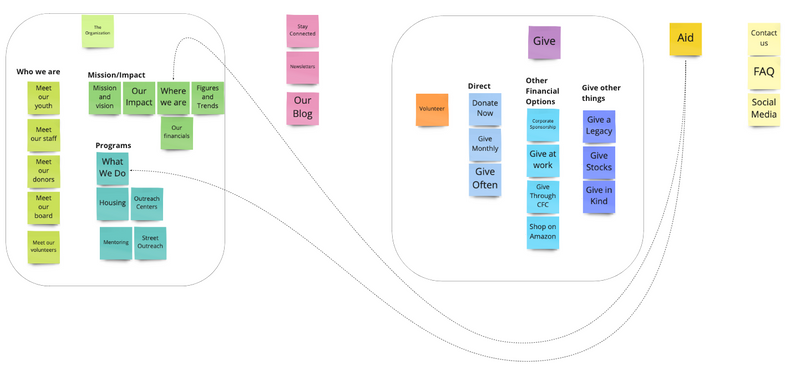 The
Organization
Who we are
Meet
our
youth
Meet
our staff
Meet
our
donors
Meet
our
board
Meet our
volunteers
Mission/Impact
Mission
and
vision
Our
Impact
Where
we are
Figures
and
Trends
Our
financials
Programs
What
We Do
Housing
Outreach
Centers
Mentoring
Street
Outreach
Stay
Connected
Newsletters
Our
Blog
Give
Volunteer
Direct
Donate
Now
Give
Monthly
Give
Often
Other
Financial
Options
Corporate
Sponsorship
Give at
work
Give
Through
CFC
Shop on
Amazon
Give other
things
Give a
Legacy
Give
Stocks
Give in
Kind
Aid
Contact
us
FAQ
Social
Media